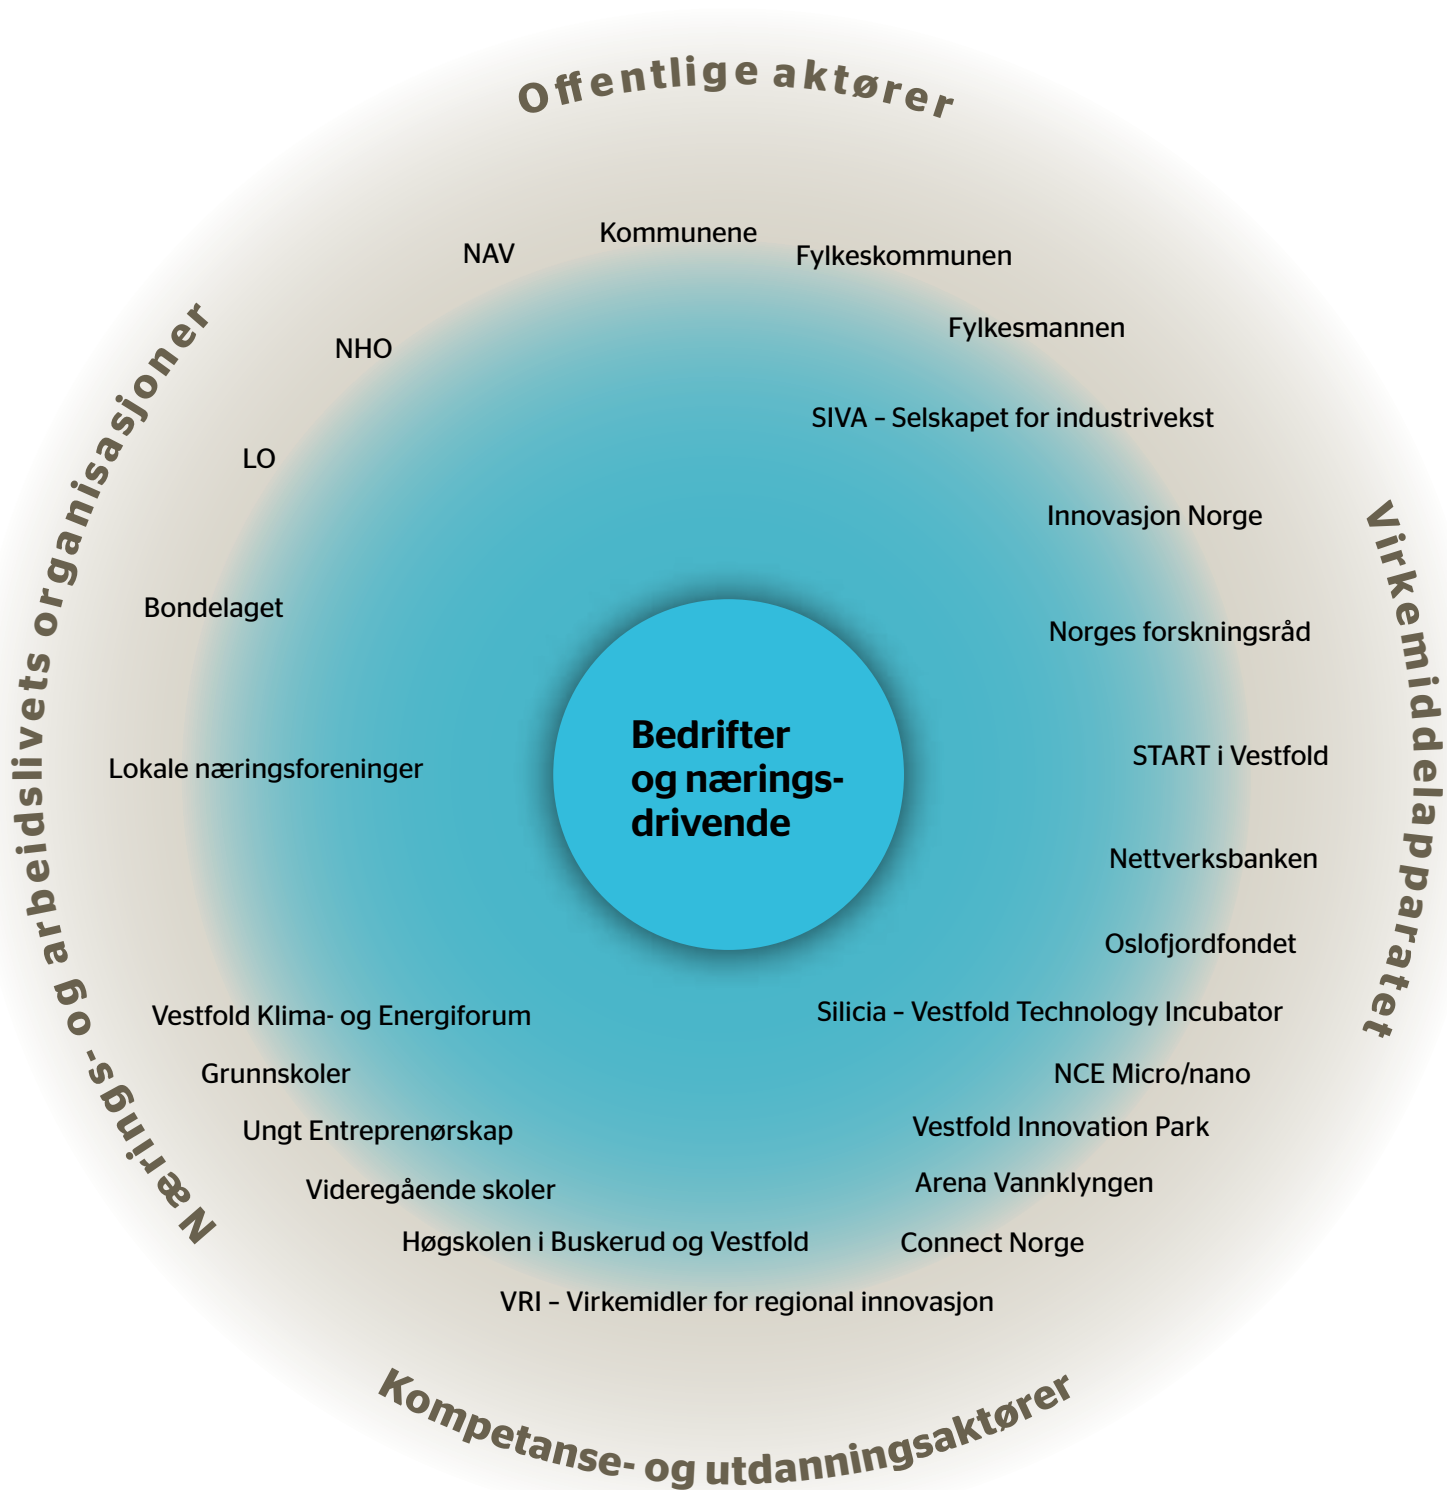 Offentlige aktører
Kommunene
NAV
Fylkeskommunen
Fylkesmannen
NHO
SIVA – Selskapet for industrivekst
LO
Innovasjon Norge
Bondelaget
Norges forskningsråd
Nærings- og arbeidslivets organisasjoner
Virkemiddelapparatet
Bedrifter
og nærings-
drivende
Lokale næringsforeninger
START i Vestfold
Nettverksbanken
Oslofjordfondet
Vestfold Klima- og Energiforum
Silicia – Vestfold Technology Incubator
Grunnskoler
NCE Micro/nano
Ungt Entreprenørskap
Vestfold Innovation Park
Videregående skoler
Arena Vannklyngen
Høgskolen i Buskerud og Vestfold
Connect Norge
VRI – Virkemidler for regional innovasjon
Kompetanse- og utdanningsaktører